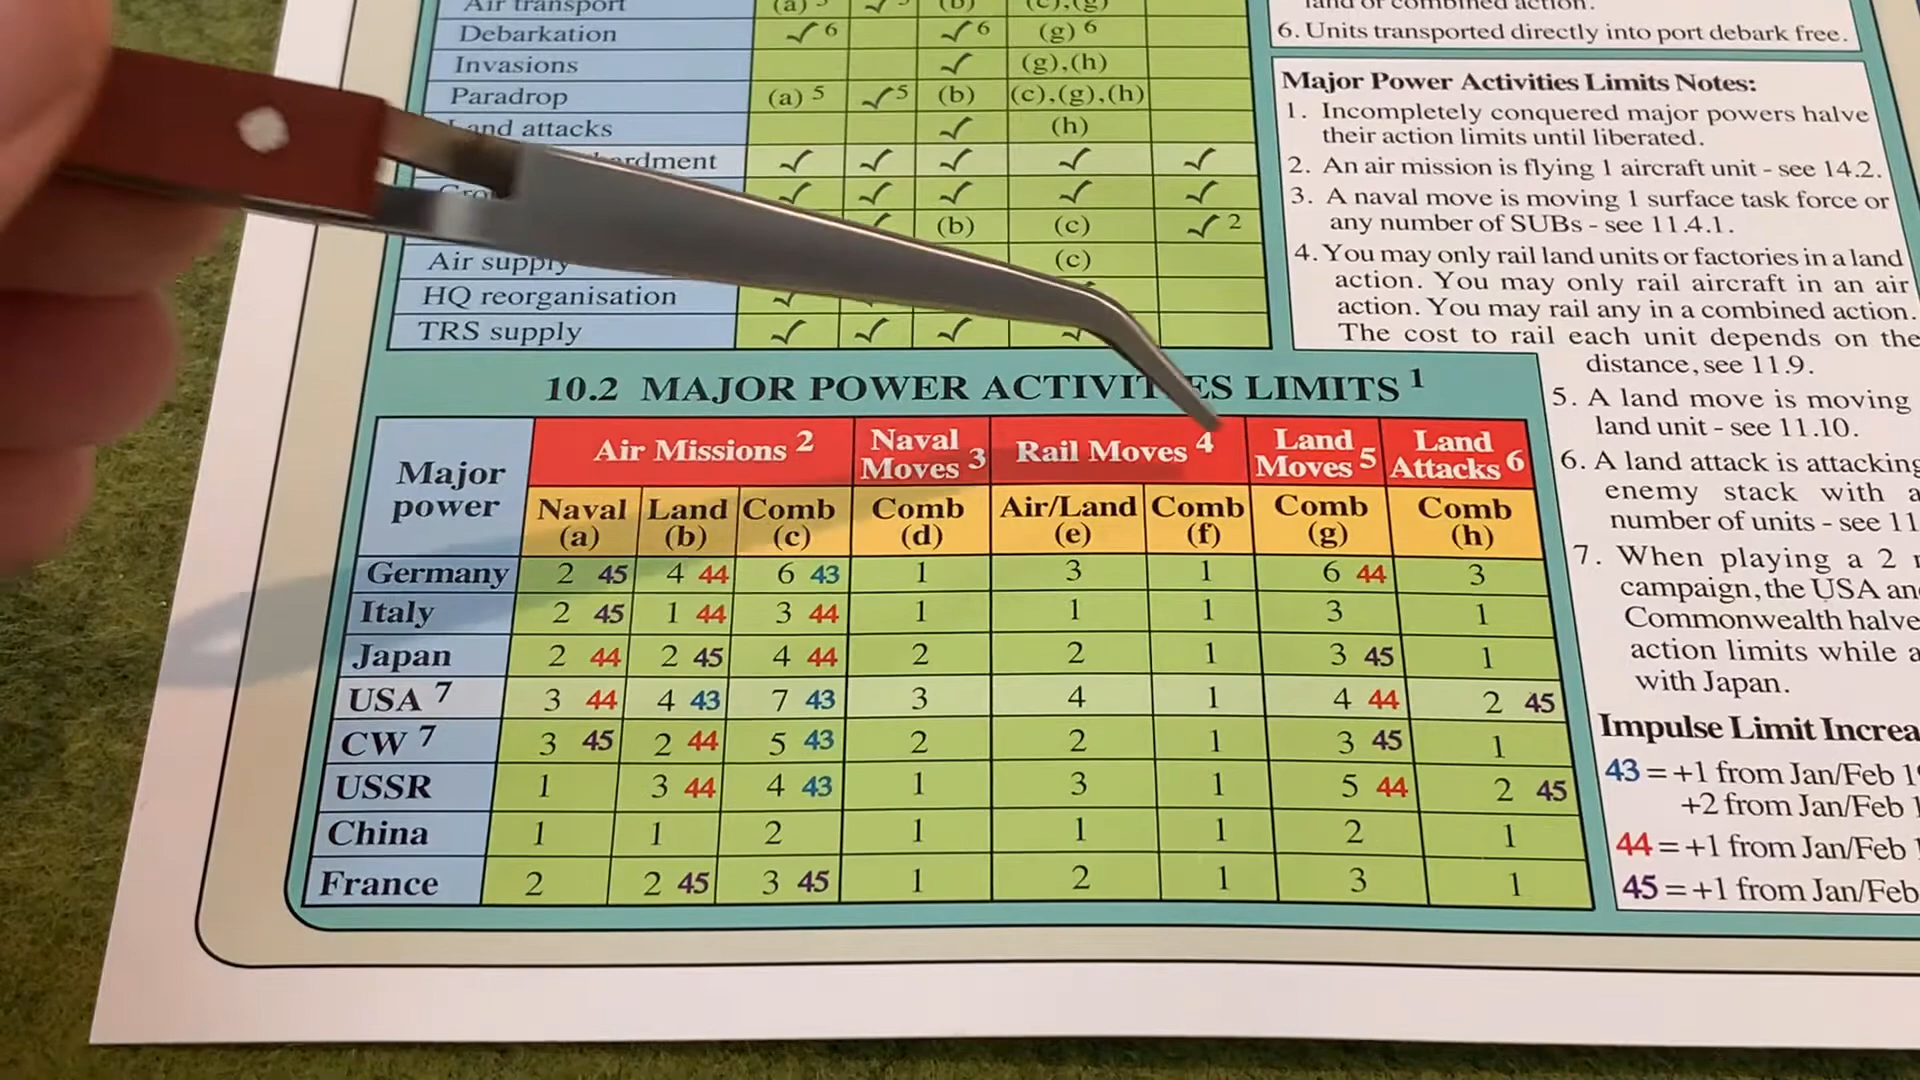 Air transport (a) 5 ✓ 5 (b) (c),(g)
Debarkation ✓ 6 ✓ 6 (g) 6
Invasions ✓ (g),(h)
Paradrop (a) 5 ✓ 5 (b) (c),(g),(h)
Land attacks ✓ (h)
✓ ✓ ✓ ✓ ✓
✓ ✓ ✓ ✓ ✓
(b) (c) ✓ 2
Air supply (c)
HQ reorganisation ✓
TRS supply ✓ ✓ ✓ ✓
land or combined action.
6. Units transported directly into port debark free.
Major Power Activities Limits Notes:
1. Incompletely conquered major powers halve
their action limits until liberated.
2. An air mission is flying 1 aircraft unit - see 14.2.
3. A naval move is moving 1 surface task force or
any number of SUBs - see 11.4.1.
4. You may only rail land units or factories in a land
action. You may only rail aircraft in an air
action. You may rail any in a combined action.
The cost to rail each unit depends on the
distance, see 11.9.
5. A land move is moving
land unit - see 11.10.
6. A land attack is attacking
enemy stack with a
number of units - see 11
7. When playing a 2
campaign, the USA
Commonwealth halve
action limits while a
with Japan.
Impulse Limit
43 = +1 from Jan/Feb
+2 from Jan/Feb
44 = +1 from Jan/Feb
45 = +1 from Jan/Feb
10.2 MAJOR POWER ACTIVITIES LIMITS 1
Major power Air Missions 2 Naval Moves 3 Rail Moves 4 Land Moves 5 Land Attacks 6
Naval (a) Land (b) Comb (c) Comb (d) Air/Land (e) Comb (f) Comb (g) Comb (h)
Germany 2 45 4 44 6 43 1 3 1 6 44 3
Italy 2 45 1 44 3 44 1 1 1 3 1
Japan 2 44 2 45 4 44 2 2 1 3 45 1
USA 7 3 44 4 43 7 43 3 4 1 4 44 2 45
CW 7 3 45 2 44 5 43 2 2 1 3 45 1
USSR 1 3 44 4 43 1 3 1 5 44 2 45
China 1 1 2 1 1 1 2 1
France 2 2 45 3 45 1 2 1 3 1